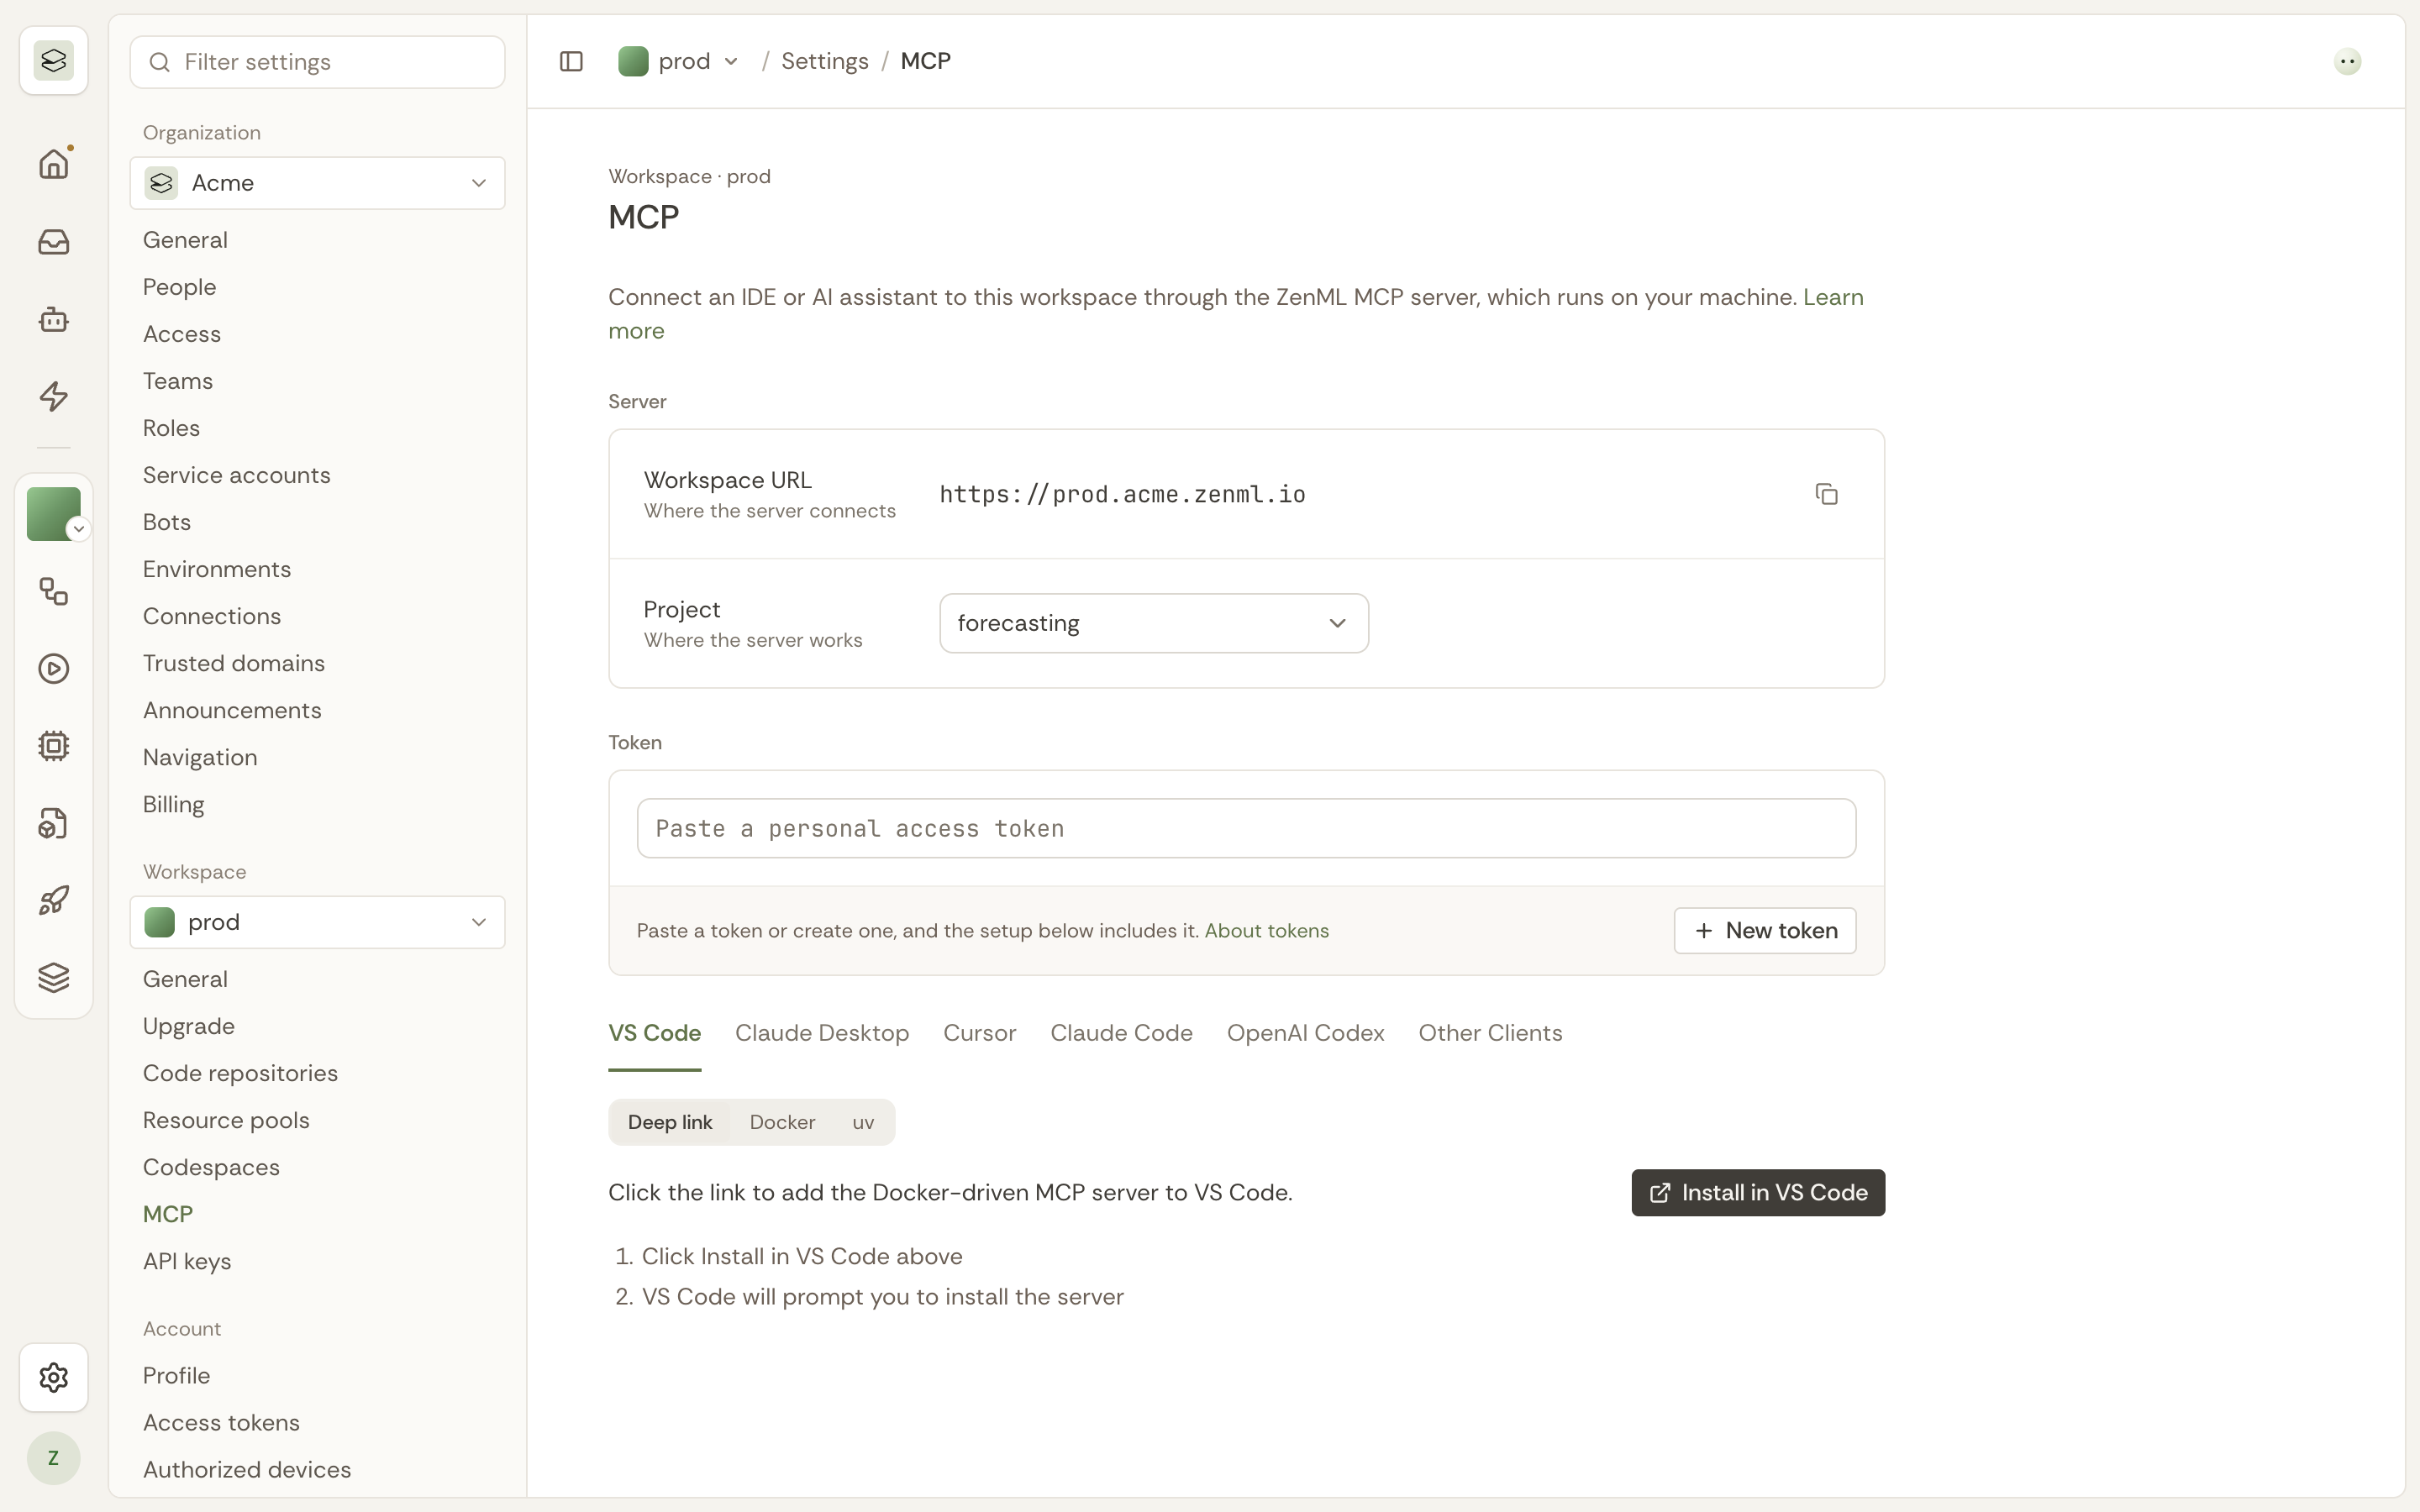 Filter settings
Organization
Acme
General
People
Access
Teams
Roles
Service accounts
Bots
Environments
Connections
Trusted domains
Announcements
Navigation
Billing
Workspace
prod
General
Upgrade
Code repositories
Resource pools
Codespaces
MCP
API keys
Account
Profile
Access tokens
Authorized devices
Z
prod / Settings / MCP
Workspace · prod
MCP
Connect an IDE or AI assistant to this workspace through the ZenML MCP server, which runs on your machine. Learn
more
Server
Workspace URL
Where the server connects
https://prod.acme.zenml.io
Project
Where the server works
forecasting
Token
Paste a personal access token
Paste a token or create one, and the setup below includes it. About tokens
New token
VS Code Claude Desktop Cursor Claude Code OpenAI Codex Other Clients
Deep link Docker uv
Click the link to add the Docker-driven MCP server to VS Code.
Install in VS Code
1. Click Install in VS Code above
2. VS Code will prompt you to install the server